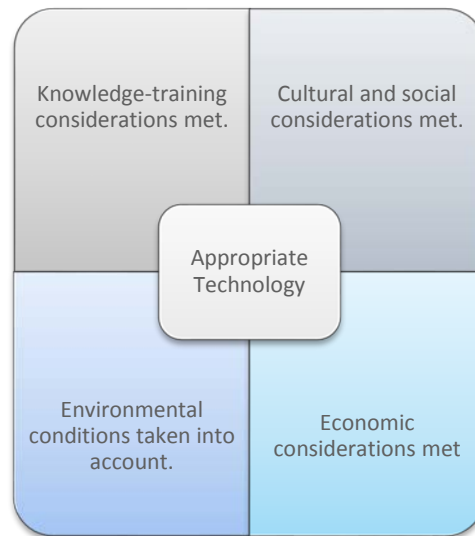 Knowledge-training
considerations met.
Cultural and social
considerations met.
Appropriate
Technology
Environmental
conditions taken into
account.
Economic
considerations met